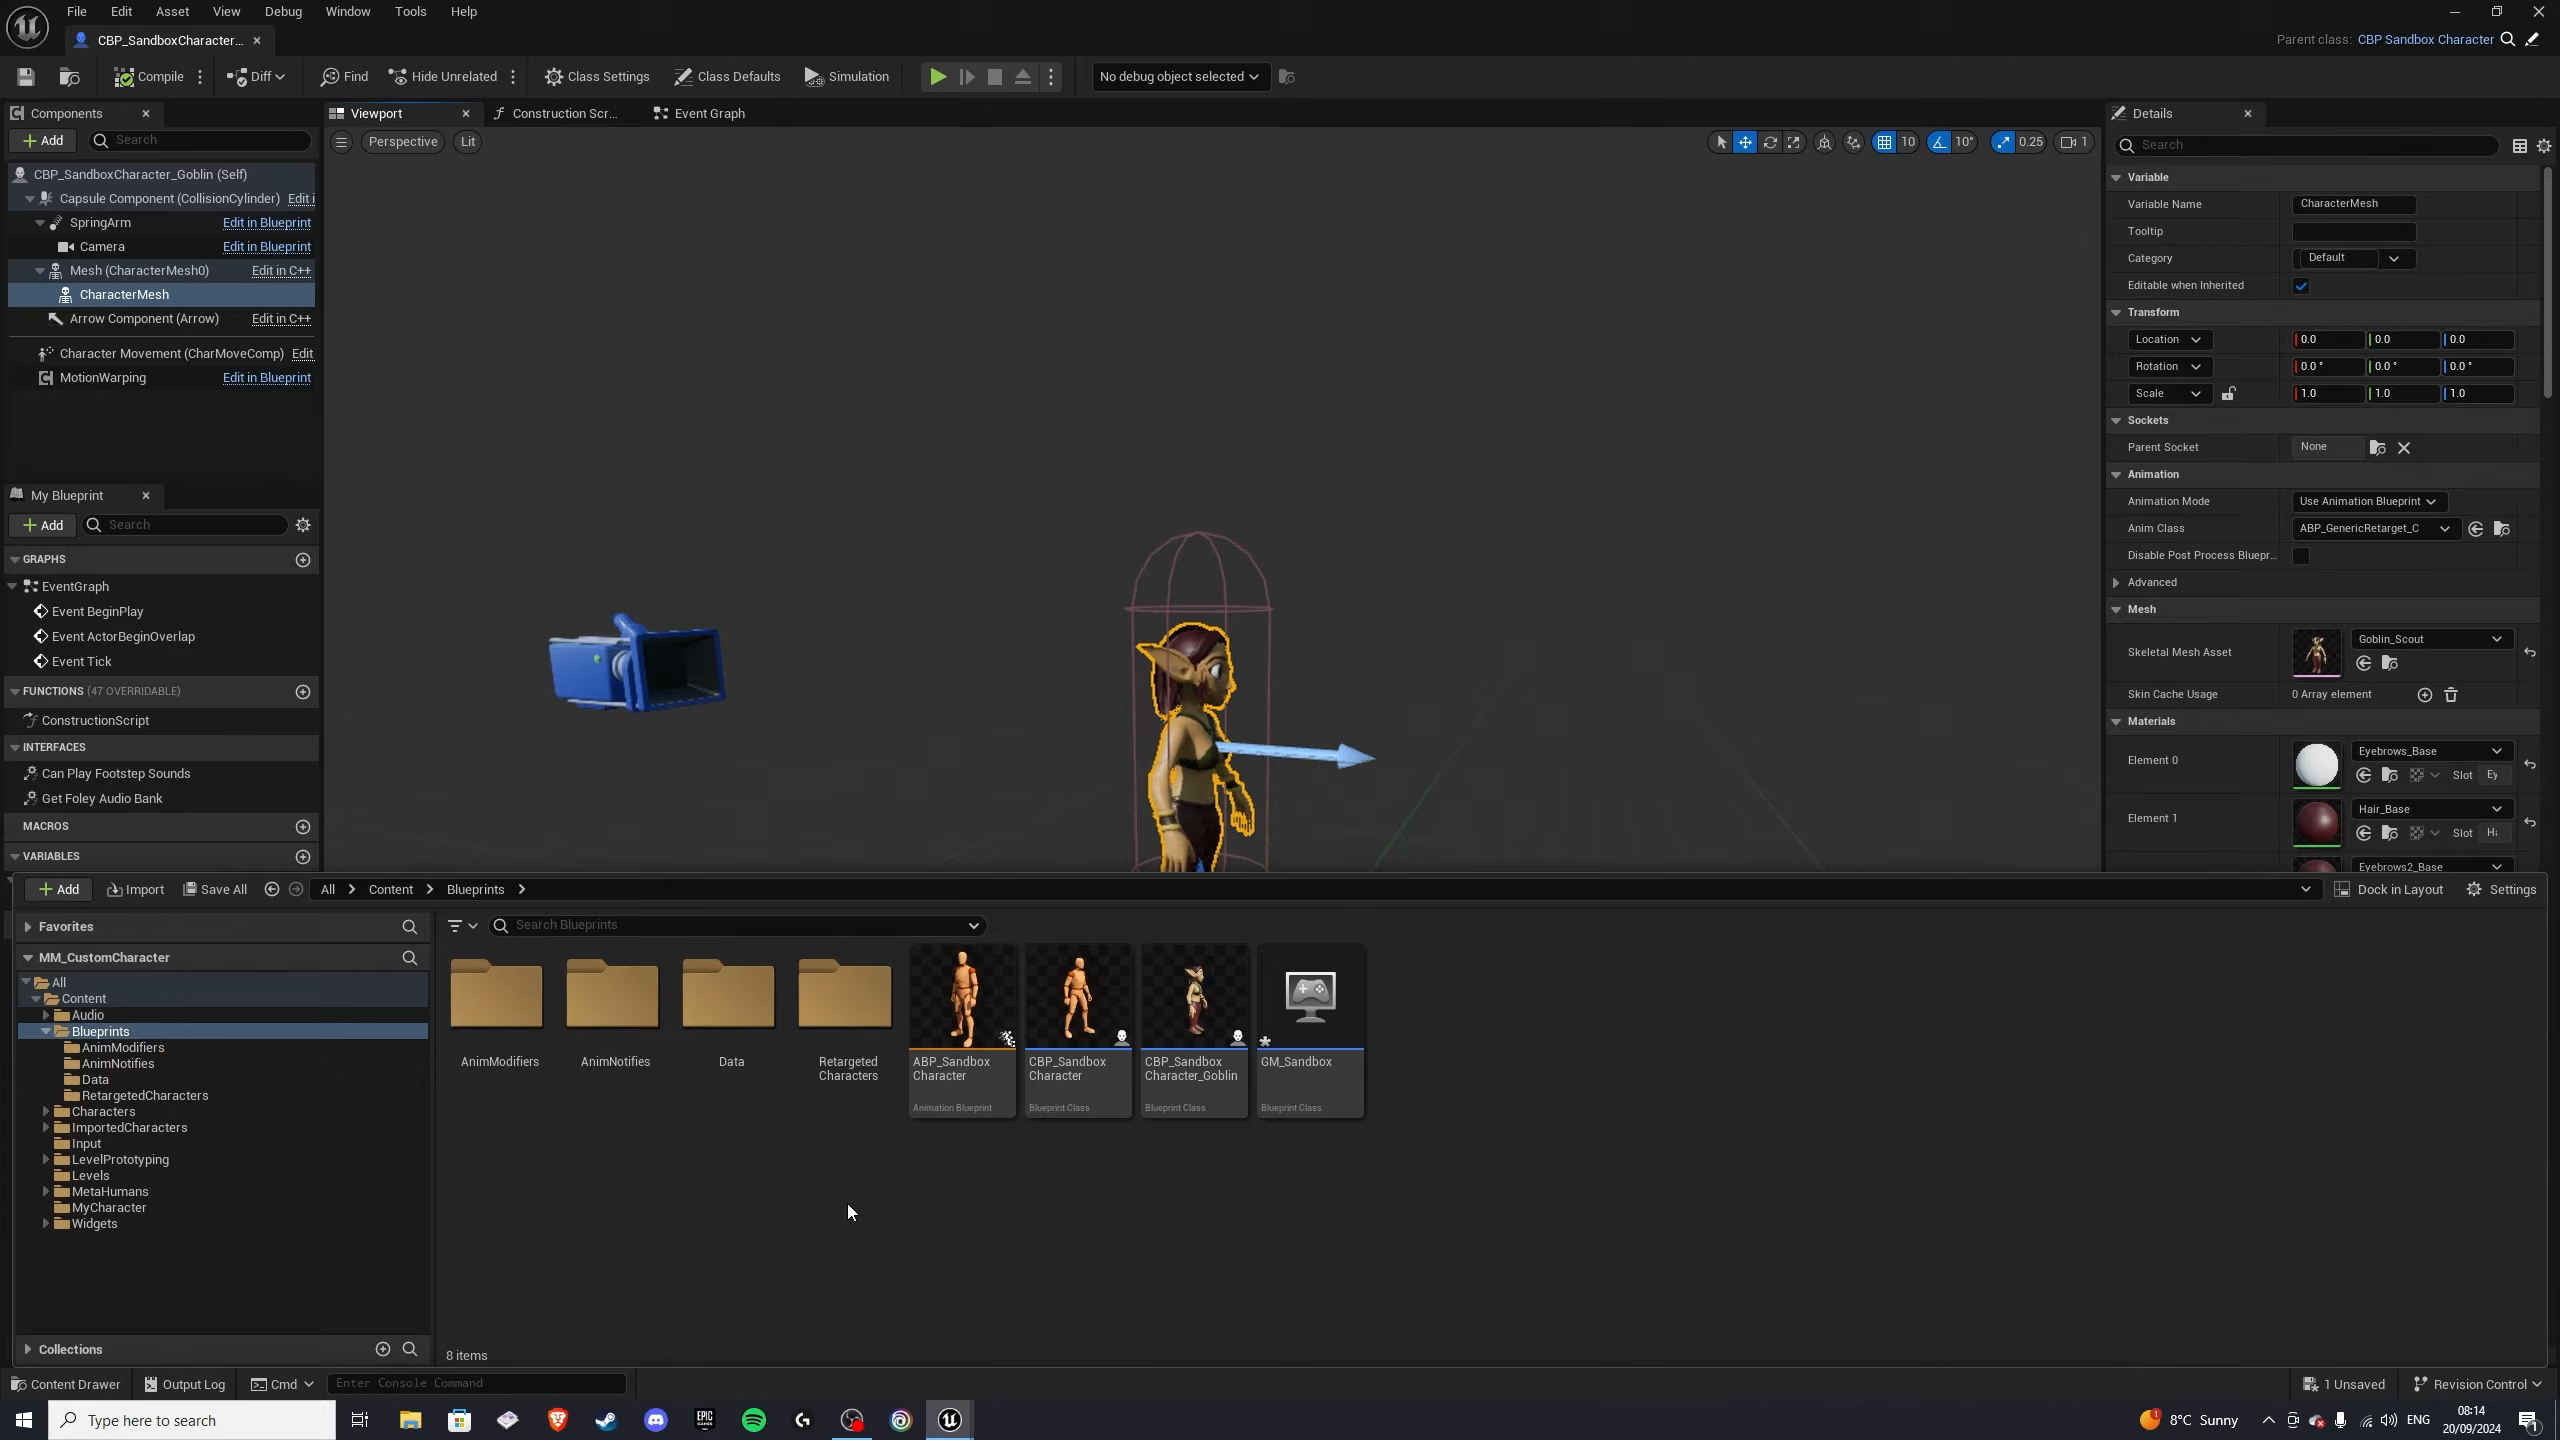 File Edit Asset View Debug Window Tools Help
CBP_SandboxCharacter...
Parent class: CBP Sandbox Character
Compile Diff Find Hide Unrelated Class Settings Class Defaults Simulation No debug object selected
Components
Add Search
CBP_SandboxCharacter_Goblin (Self)
Capsule Component (CollisionCylinder) Edit i
SpringArm Edit in Blueprint
Camera Edit in Blueprint
Mesh (CharacterMesh0) Edit in C++
CharacterMesh
Arrow Component (Arrow) Edit in C++
Character Movement (CharMoveComp) Edit
MotionWarping Edit in Blueprint
My Blueprint
Add Search
GRAPHS
EventGraph
Event BeginPlay
Event ActorBeginOverlap
Event Tick
FUNCTIONS (47 OVERRIDABLE)
ConstructionScript
INTERFACES
Can Play Footstep Sounds
Get Foley Audio Bank
MACROS
VARIABLES
Viewport Construction Scr... Event Graph
Perspective Lit
10 10° 0.25 1
Details
Search
Variable
Variable Name CharacterMesh
Tooltip
Category Default
Editable when Inherited
Transform
Location 0.0 0.0 0.0
Rotation 0.0 ° 0.0 ° 0.0 °
Scale 1.0 1.0 1.0
Sockets
Parent Socket None
Animation
Animation Mode Use Animation Blueprint
Anim Class ABP_GenericRetarget_C
Disable Post Process Bluepr...
Advanced
Mesh
Skeletal Mesh Asset Goblin_Scout
Skin Cache Usage 0 Array element
Materials
Element 0 Eyebrows_Base
Slot Ey
Element 1 Hair_Base
Slot
Eyebrows2_Base
Add Import Save All All Content Blueprints Dock in Layout Settings
Favorites
MM_CustomCharacter
All
Content
Audio
Blueprints
AnimModifiers
AnimNotifies
Data
RetargetedCharacters
Characters
ImportedCharacters
Input
LevelPrototyping
Levels
MetaHumans
MyCharacter
Widgets
Collections
Search Blueprints
AnimModifiers
AnimNotifies
Data
Retargeted
Characters
ABP_Sandbox
Character
Animation Blueprint
CBP_Sandbox
Character
Blueprint Class
CBP_Sandbox
Character_Goblin
Blueprint Class
GM_Sandbox
Blueprint Class
8 items
Content Drawer Output Log Cmd Enter Console Command 1 Unsaved Revision Control
Type here to search EPIC GAMES 8°C Sunny ENG 08:14
20/09/2024